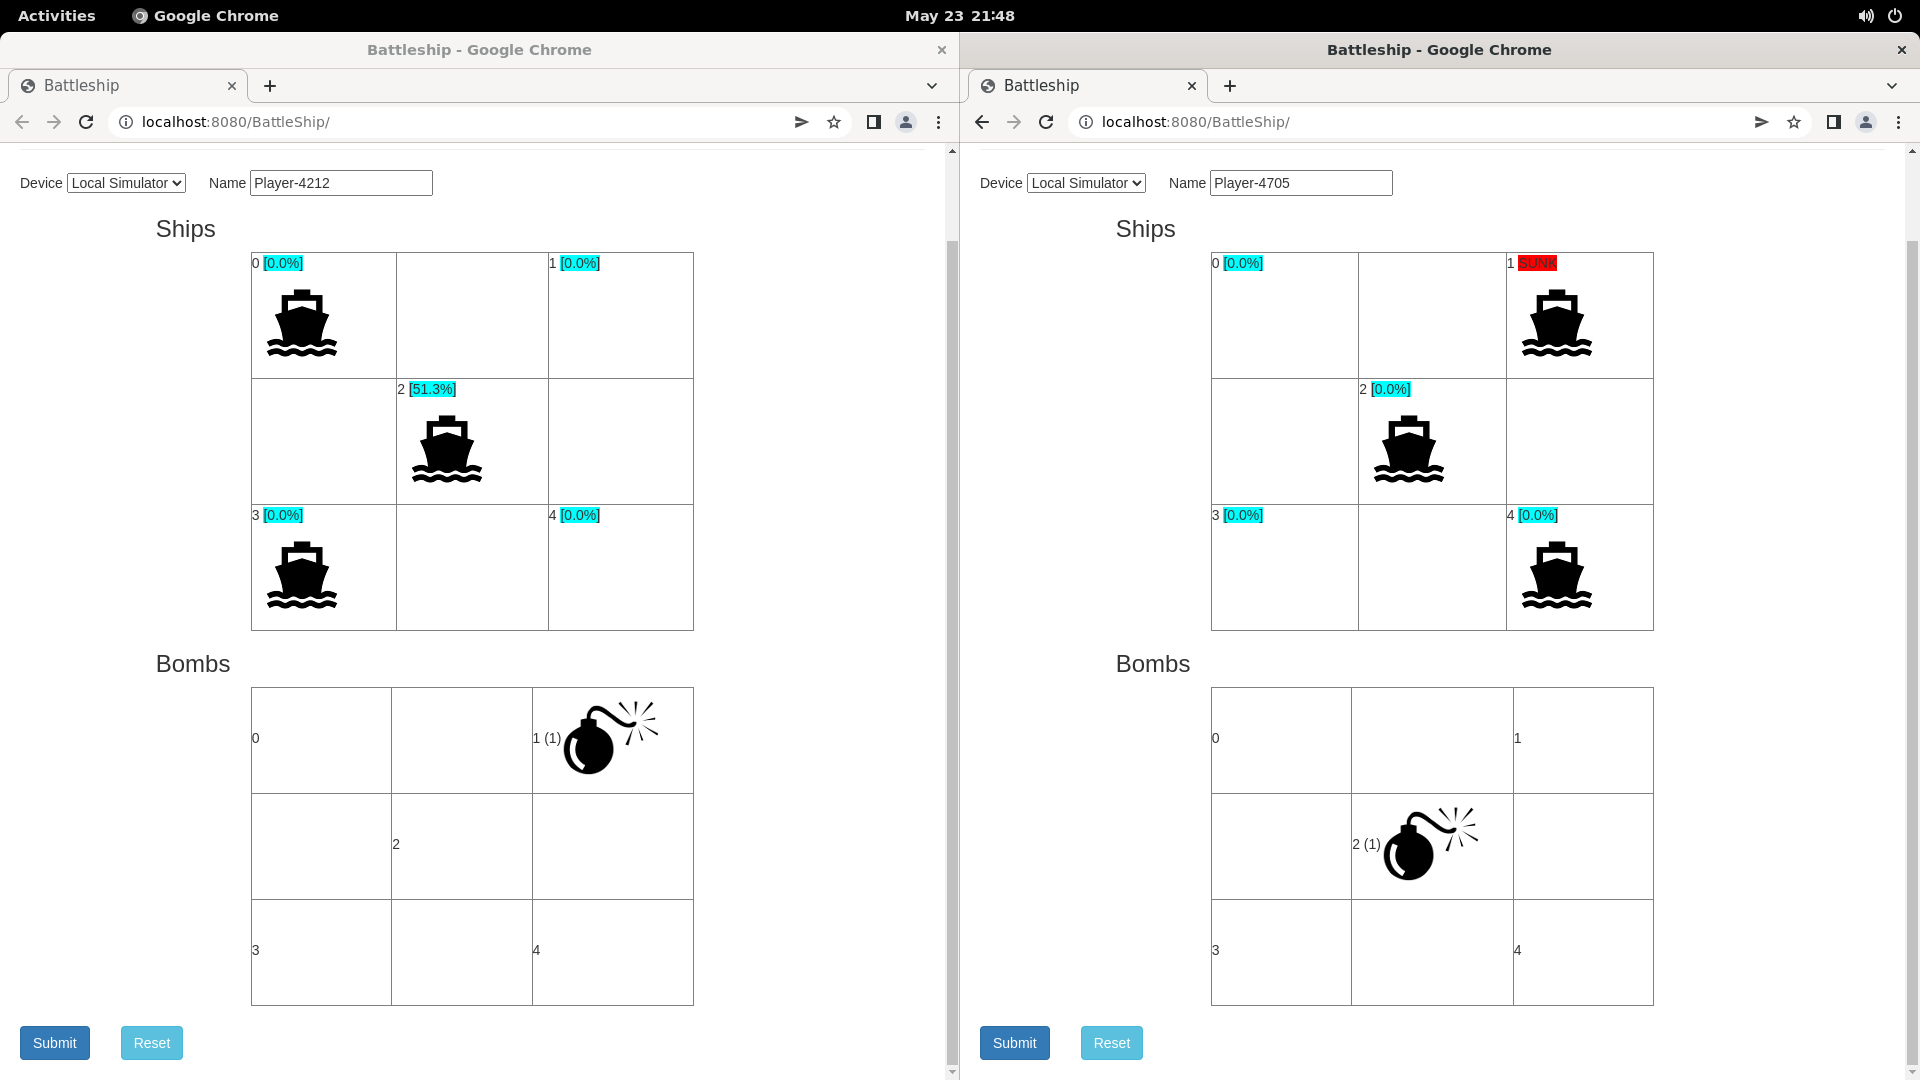 Activities Google Chrome May 23 21:48
Battleship - Google Chrome
Battleship
localhost:8080/BattleShip/
Device Local Simulator Name Player-4212
Ships
0 [0.0%] 1 [0.0%]
2 [51.3%]
3 [0.0%] 4 [0.0%]
Bombs
0 1 (1)
2
3 4
Submit Reset
Battleship - Google Chrome
Battleship
localhost:8080/BattleShip/
Device Local Simulator Name Player-4705
Ships
0 [0.0%] 1 SUNK
2 [0.0%]
3 [0.0%] 4 [0.0%]
Bombs
0 1
2 (1)
3 4
Submit Reset